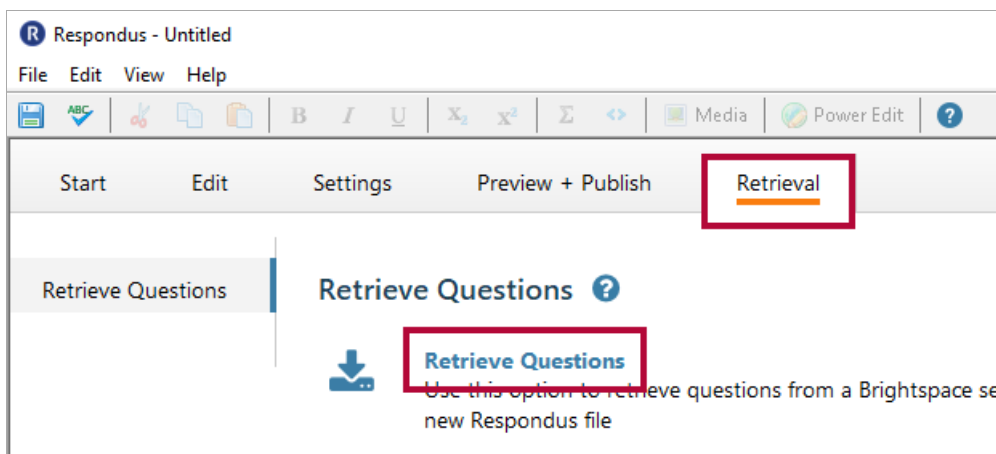 R Respondus - Untitled
File Edit View Help
ABC B I U X₂ X² Σ <> Media Power Edit ?
Start Edit Settings Preview + Publish Retrieval
Retrieve Questions
Retrieve Questions ?
Retrieve Questions
Use this option to retrieve questions from a Brightspace se
new Respondus file